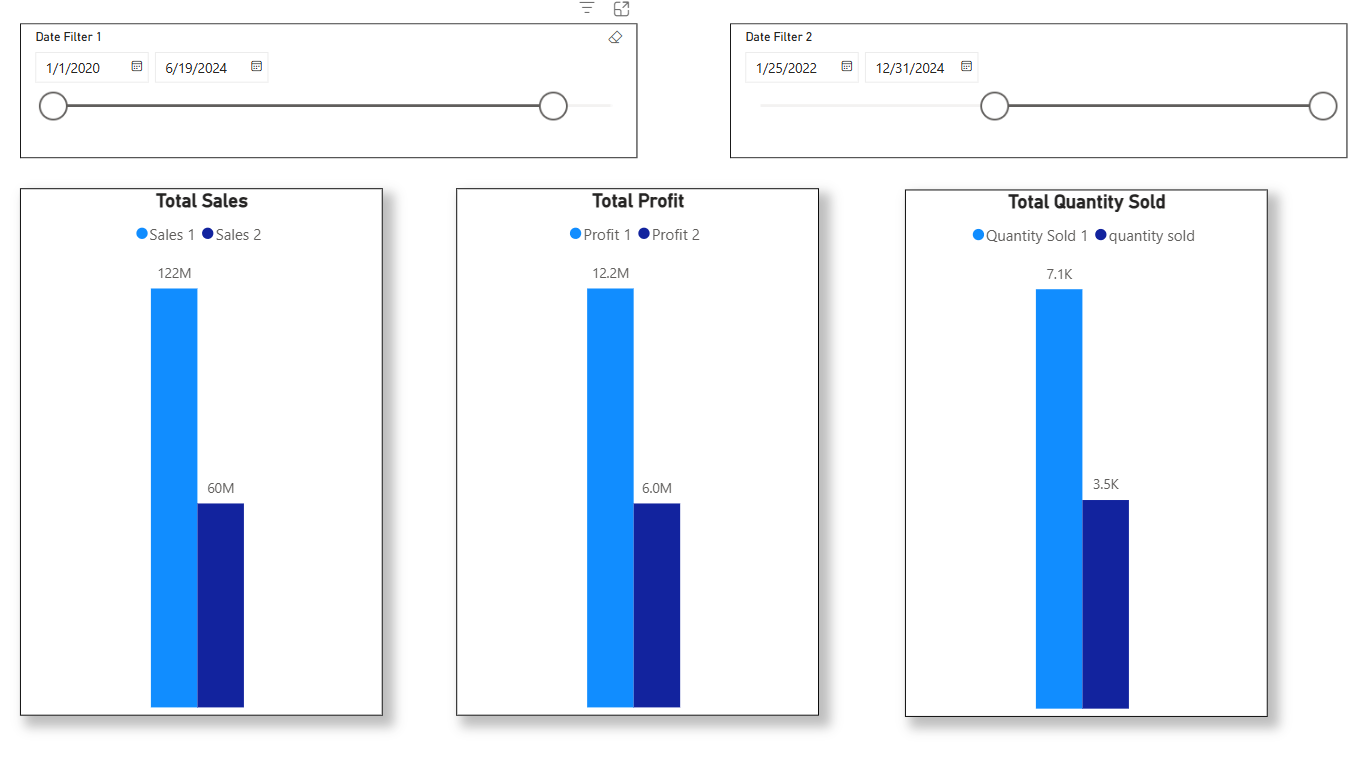 Date Filter 1
1/1/2020 6/19/2024
Date Filter 2
1/25/2022 12/31/2024
Total Sales
Sales 1 Sales 2
122M
60M
Total Profit
Profit 1 Profit 2
12.2M
6.0M
Total Quantity Sold
Quantity Sold 1 quantity sold
7.1K
3.5K